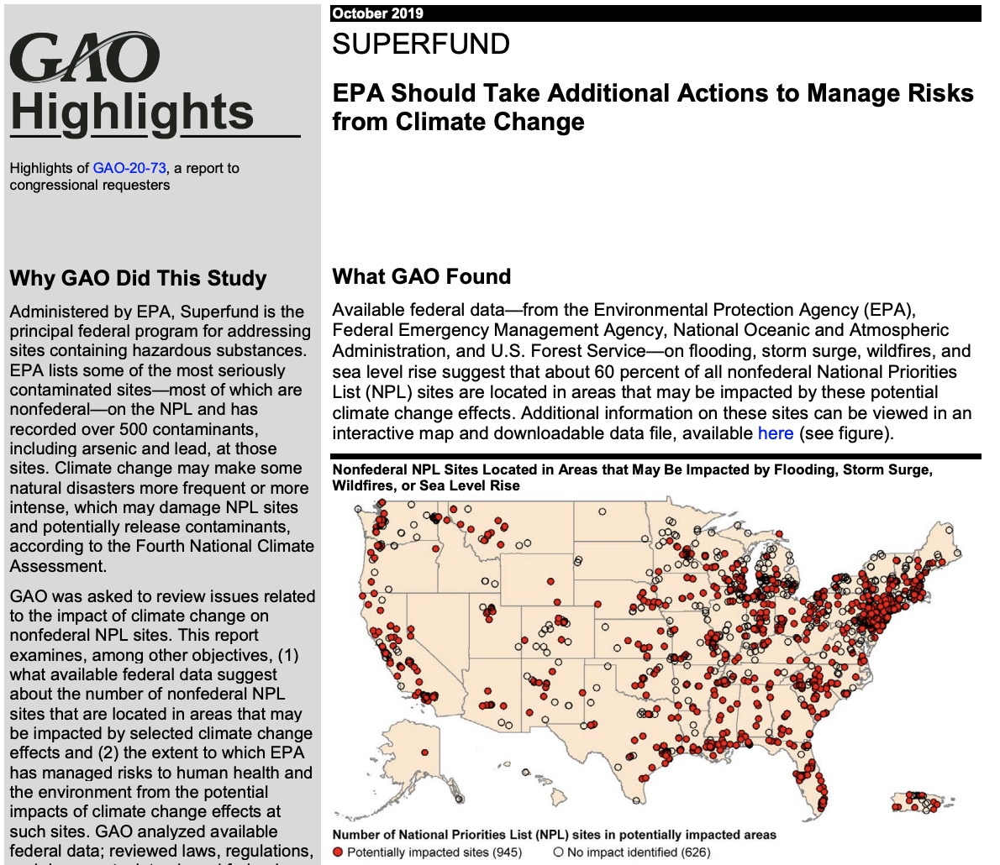 GAO
Highlights
Highlights of GAO-20-73, a report to
congressional requesters
Why GAO Did This Study
Administered by EPA, Superfund is the
principal federal program for addressing
sites containing hazardous substances.
EPA lists some of the most seriously
contaminated sites—most of which are
nonfederal—on the NPL and has
recorded over 500 contaminants,
including arsenic and lead, at those
sites. Climate change may make some
natural disasters more frequent or more
intense, which may damage NPL sites
and potentially release contaminants,
according to the Fourth National Climate
Assessment.
GAO was asked to review issues related
to the impact of climate change on
nonfederal NPL sites. This report
examines, among other objectives, (1)
what available federal data suggest
about the number of nonfederal NPL
sites that are located in areas that may
be impacted by selected climate change
effects and (2) the extent to which EPA
has managed risks to human health and
the environment from the potential
impacts of climate change effects at
such sites. GAO analyzed available
federal data; reviewed laws, regulations,
October 2019
SUPERFUND
EPA Should Take Additional Actions to Manage Risks
from Climate Change
What GAO Found
Available federal data—from the Environmental Protection Agency (EPA),
Federal Emergency Management Agency, National Oceanic and Atmospheric
Administration, and U.S. Forest Service—on flooding, storm surge, wildfires, and
sea level rise suggest that about 60 percent of all nonfederal National Priorities
List (NPL) sites are located in areas that may be impacted by these potential
climate change effects. Additional information on these sites can be viewed in an
interactive map and downloadable data file, available here (see figure).
Nonfederal NPL Sites Located in Areas that May Be Impacted by Flooding, Storm Surge,
Wildfires, or Sea Level Rise
Number of National Priorities List (NPL) sites in potentially impacted areas
Potentially impacted sites (945) No impact identified (626)